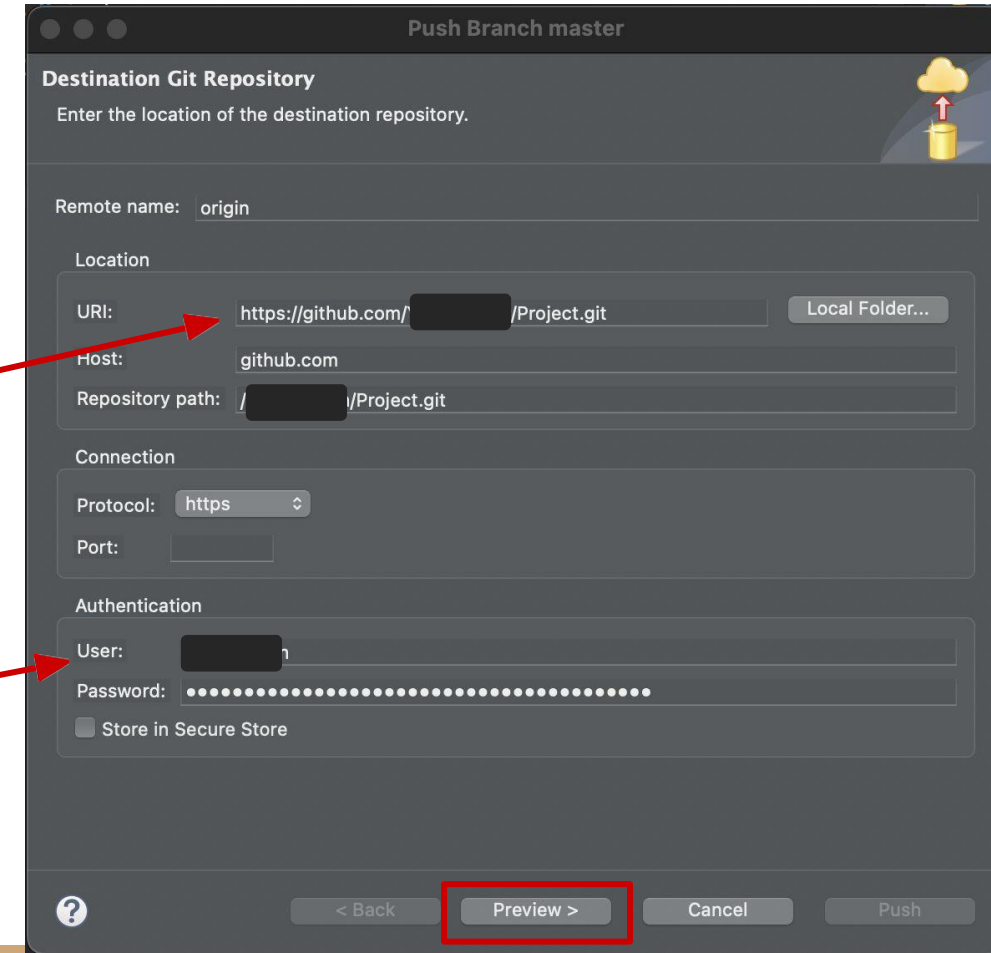 Push Branch master
Destination Git Repository
Enter the location of the destination repository.
Remote name: origin
Location
URI: https://github.com/ /Project.git Local Folder...
Host: github.com
Repository path: / /Project.git
Connection
Protocol: https
Port:
Authentication
User:
Password: ●●●●●●●●●●●●●●●●●●●●●●●●●●●●●●●●●●●●●●●●
Store in Secure Store
? < Back Preview > Cancel Push